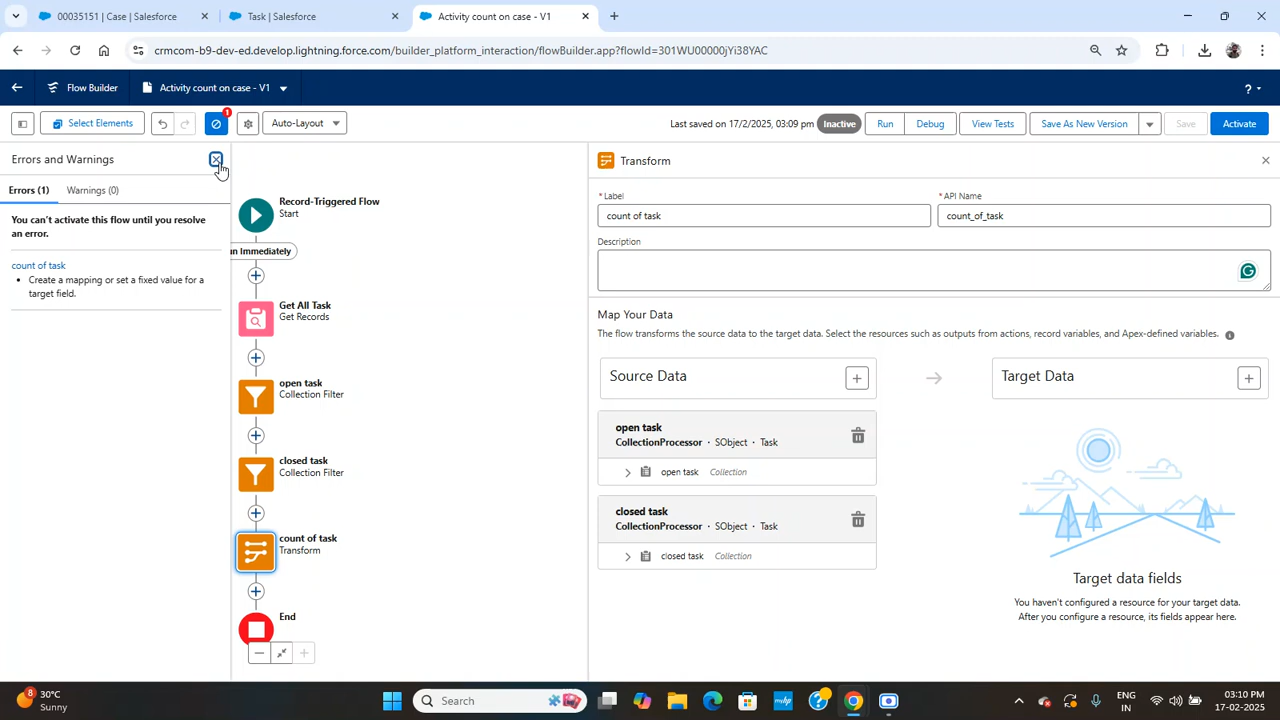 00035151 | Case | Salesforce
Task | Salesforce
Activity count on case - V1
crmcom-b9-dev-ed.develop.lightning.force.com/builder_platform_interaction/flowBuilder.app?flowId=301WU00000jYi38YAC
Flow Builder
Activity count on case - V1
?
Select Elements
1
Auto-Layout
Last saved on 17/2/2025, 03:09 pm
Inactive
Run
Debug
View Tests
Save As New Version
Save
Activate
Errors and Warnings
Errors (1)
Warnings (0)
You can't activate this flow until you resolve
an error.
count of task
• Create a mapping or set a fixed value for a
target field.
Record-Triggered Flow
Start
un Immediately
Get All Task
Get Records
open task
Collection Filter
closed task
Collection Filter
count of task
Transform
End
Transform
* Label
count of task
* API Name
count_of_task
Description
Map Your Data
The flow transforms the source data to the target data. Select the resources such as outputs from actions, record variables, and Apex-defined variables.
Source Data
Target Data
open task
CollectionProcessor • SObject • Task
open task Collection
closed task
CollectionProcessor • SObject • Task
closed task Collection
Target data fields
You haven't configured a resource for your target data.
After you configure a resource, its fields appear here.
8
30°C
Sunny
Search
ENG
IN
03:10 PM
17-02-2025